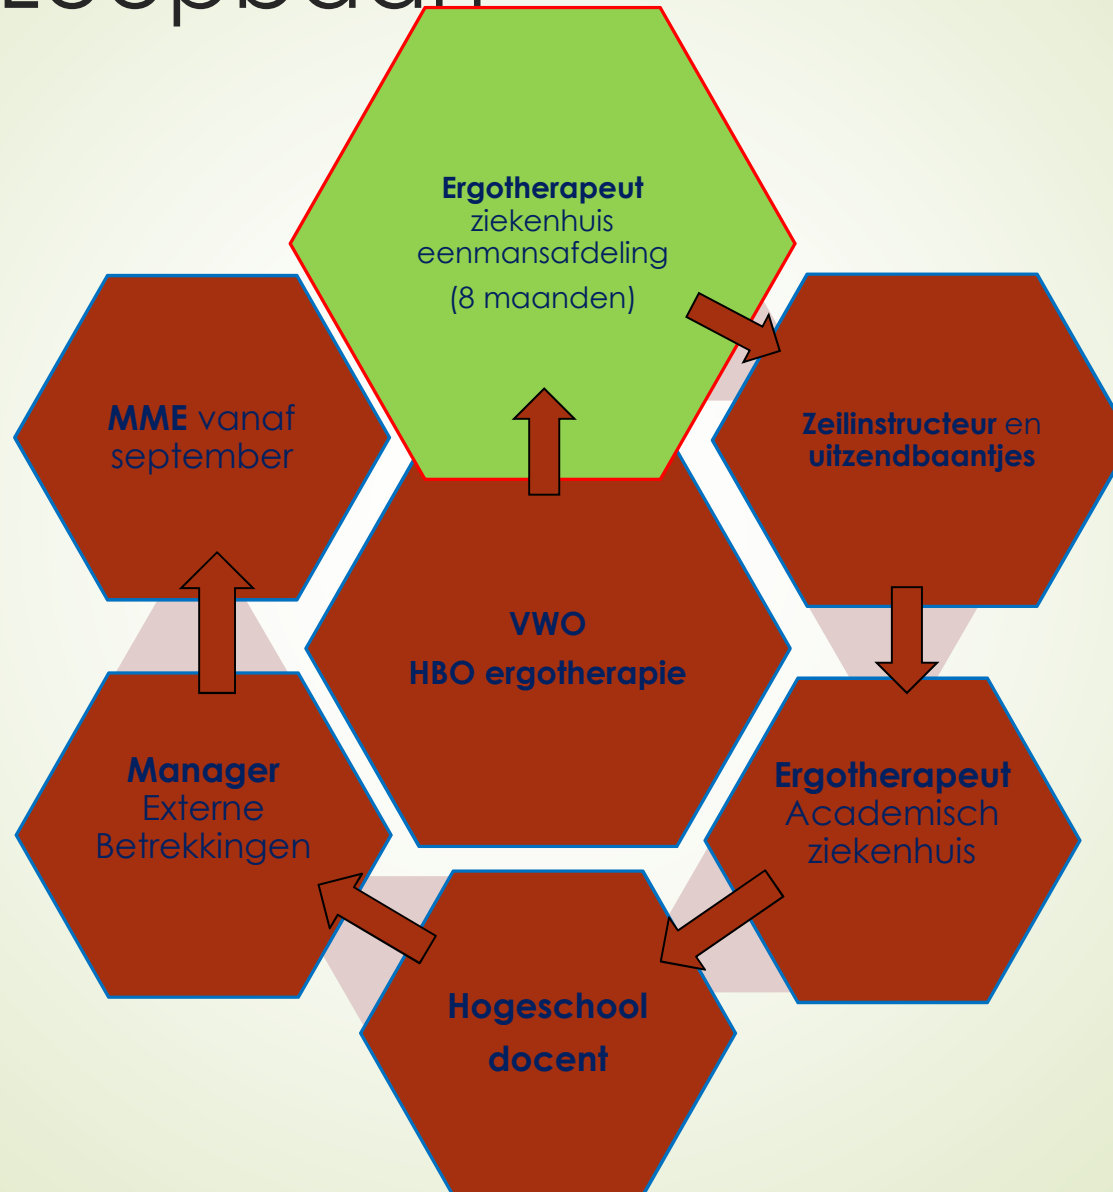 Loopbaan
Ergotherapeut
ziekenhuis
eenmansafdeling
(8 maanden)
Zeilinstructeur en
uitzendbaantjes
Ergotherapeut
Academisch
ziekenhuis
Hogeschool
docent
Manager
Externe
Betrekkingen
MME vanaf
september
VWO
HBO ergotherapie